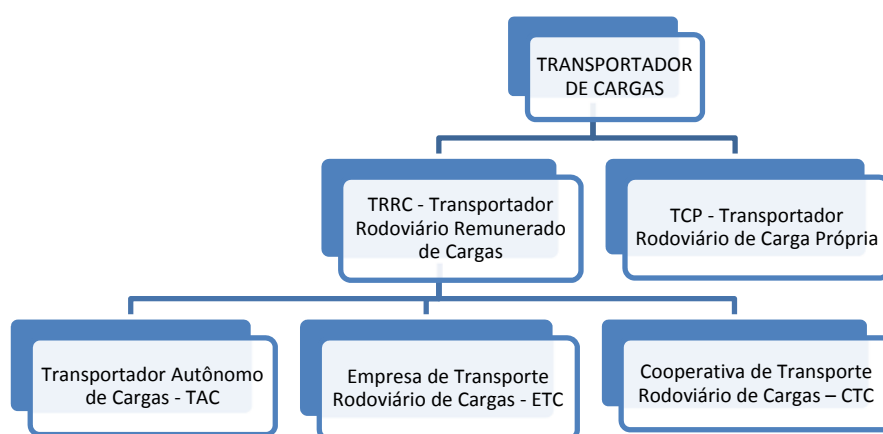 TRANSPORTADOR
DE CARGAS
TRRC - Transportador
Rodoviário Remunerado
de Cargas
TCP - Transportador
Rodoviário de Carga Própria
Transportador Autônomo
de Cargas - TAC
Empresa de Transporte
Rodoviário de Cargas - ETC
Cooperativa de Transporte
Rodoviário de Cargas – CTC